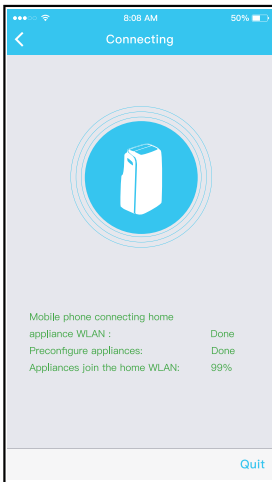 8:08 AM 50%
Connecting
Mobile phone connecting home
appliance WLAN : Done
Preconfigure appliances: Done
Appliances join the home WLAN: 99%
Quit